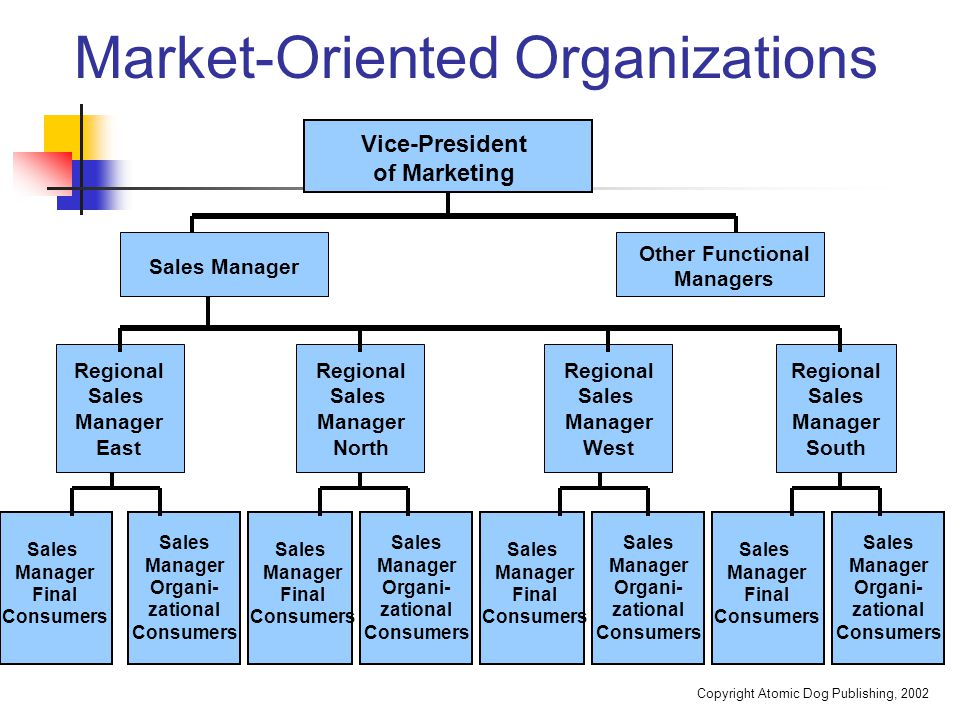 Market-Oriented Organizations
Vice-President
of Marketing
Sales Manager
Other Functional
Managers
Regional
Sales
Manager
East
Regional
Sales
Manager
North
Regional
Sales
Manager
West
Regional
Sales
Manager
South
Sales
Manager
Final
Consumers
Sales
Manager
Organi-
zational
Consumers
Sales
Manager
Final
Consumers
Sales
Manager
Organi-
zational
Consumers
Sales
Manager
Final
Consumers
Sales
Manager
Organi-
zational
Consumers
Sales
Manager
Final
Consumers
Sales
Manager
Organi-
zational
Consumers
Copyright Atomic Dog Publishing, 2002